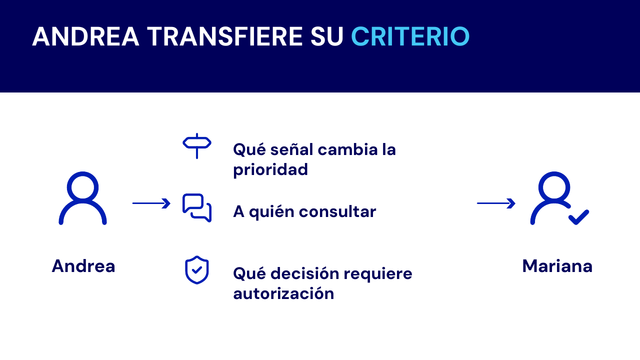 ANDREA TRANSFIERE SU CRITERIO
Qué señal cambia la
prioridad
A quién consultar
Andrea
Mariana
Qué decisión requiere
autorización